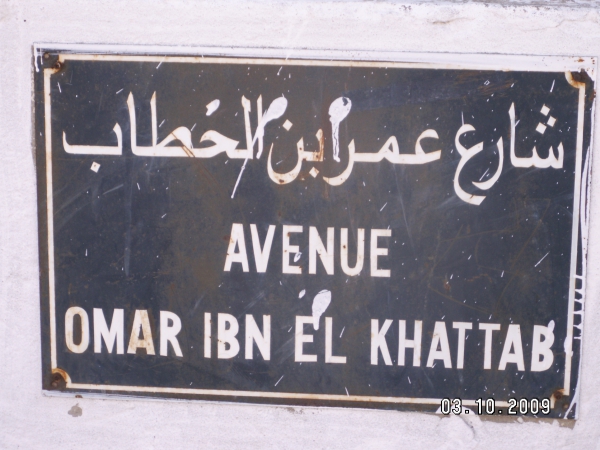 شارع عمر بن الخطاب
AVENUE
OMAR IBN EL KHATTAB
03.10.2009